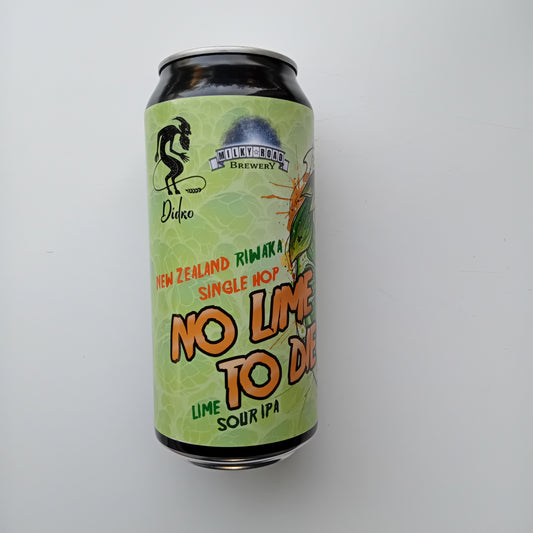 Didko
MILKY ROAD
BREWERY
NEW ZEALAND RIWAKA
SINGLE HOP
NO LIME
TO DIE
LIME
SOUR IPA